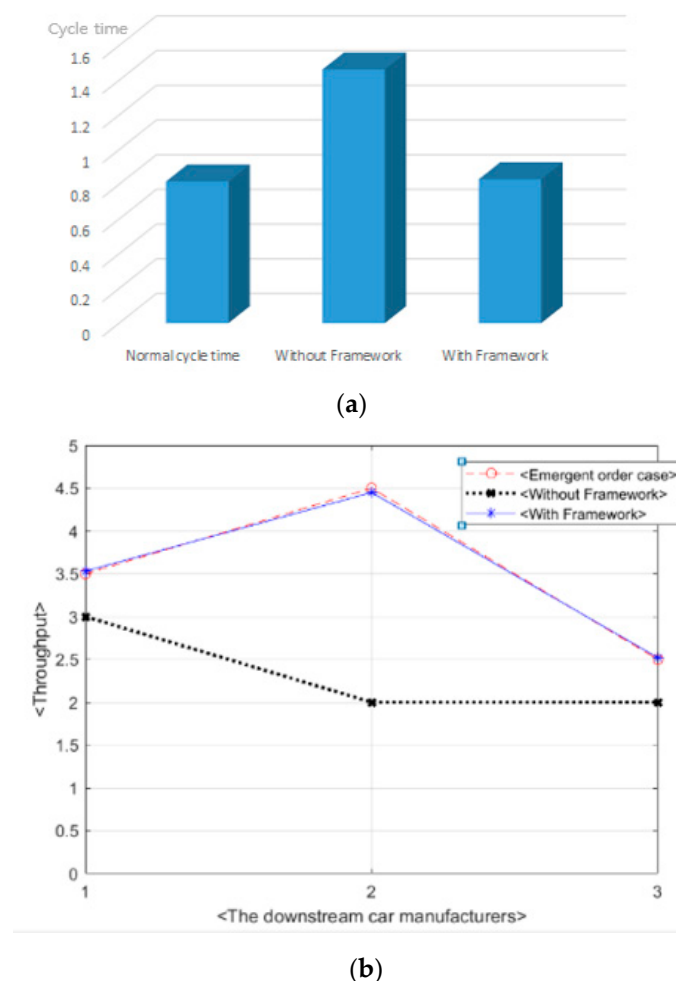 Cycle time
1.6
1.4
1.2
1
0.8
0.6
0.4
0.2
0
Normal cycle time Without Framework With Framework
(a)
5
4.5
4
3.5
3
2.5
2
1.5
1
0.5
0
<Throughput>
<Emergent order case>
<Without Framework>
<With Framework>
1 2 3
<The downstream car manufacturers>
(b)